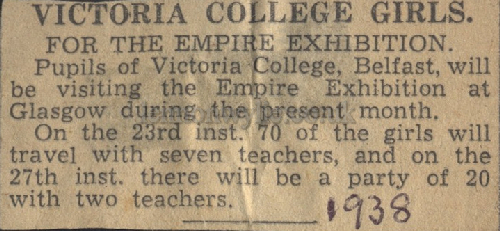 VICTORIA COLLEGE GIRLS.
FOR THE EMPIRE EXHIBITION.
Pupils of Victoria College, Belfast, will
be visiting the Empire Exhibition at
Glasgow during the present month.
On the 23rd inst. 70 of the girls will
travel with seven teachers, and on the
27th inst. there will be a party of 20
with two teachers.
1938